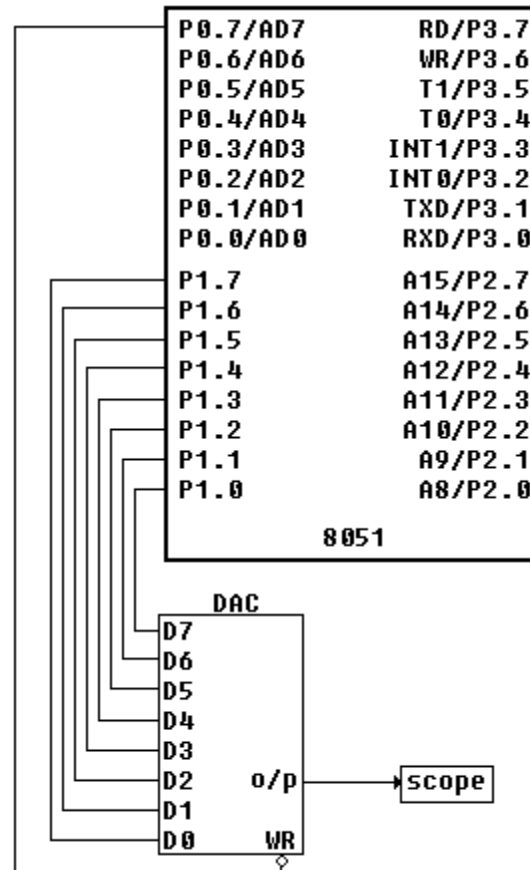 P0.7/AD7 RD/P3.7
P0.6/AD6 WR/P3.6
P0.5/AD5 T1/P3.5
P0.4/AD4 T0/P3.4
P0.3/AD3 INT1/P3.3
P0.2/AD2 INT0/P3.2
P0.1/AD1 TXD/P3.1
P0.0/AD0 RXD/P3.0
P1.7 A15/P2.7
P1.6 A14/P2.6
P1.5 A13/P2.5
P1.4 A12/P2.4
P1.3 A11/P2.3
P1.2 A10/P2.2
P1.1 A9/P2.1
P1.0 A8/P2.0
8051
DAC
D7
D6
D5
D4
D3
D2 o/p scope
D1
D0 WR